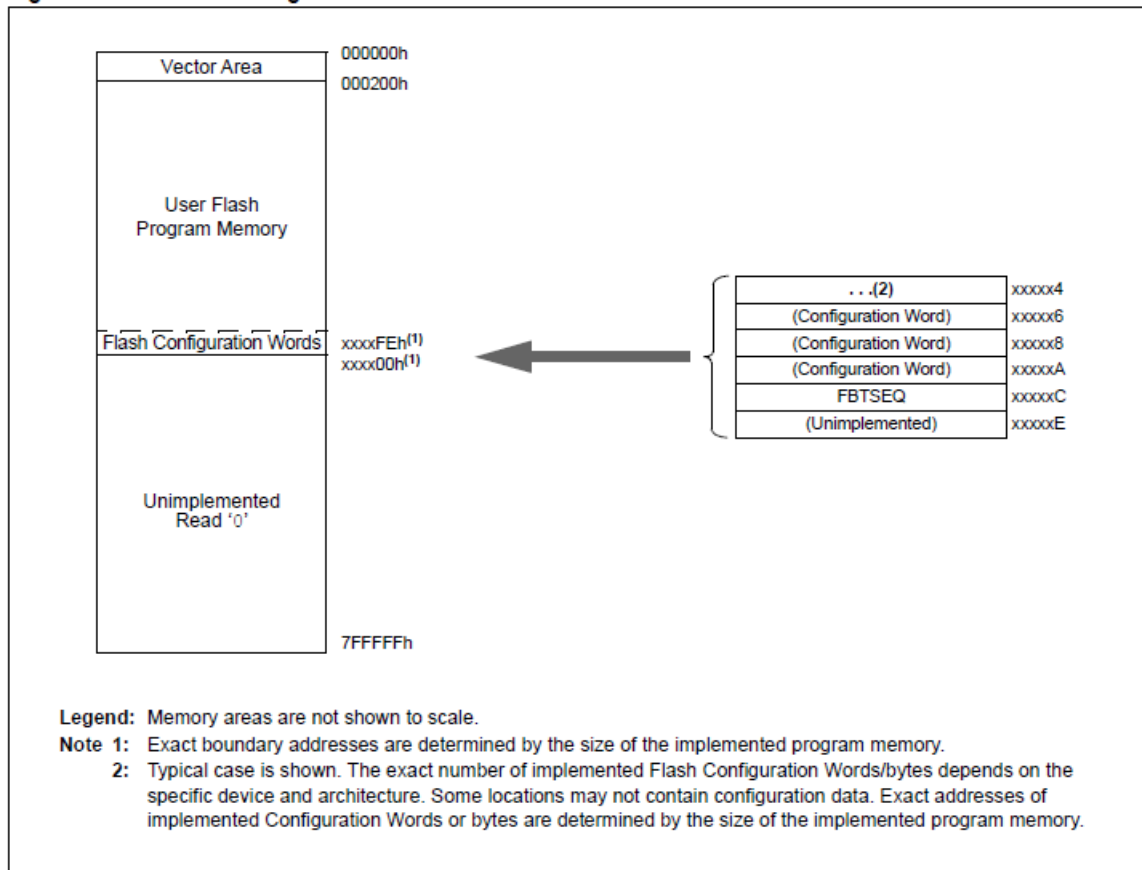 Vector Area
000000h
000200h
User Flash
Program Memory
Flash Configuration Words
xxxxFEh(1)
xxxx00h(1)
. . .(2) xxxxx4
(Configuration Word) xxxxx6
(Configuration Word) xxxxx8
(Configuration Word) xxxxxA
FBTSEQ xxxxxC
(Unimplemented) xxxxxE
Unimplemented
Read ‘0’
7FFFFFh
Legend: Memory areas are not shown to scale.
Note 1: Exact boundary addresses are determined by the size of the implemented program memory.
2: Typical case is shown. The exact number of implemented Flash Configuration Words/bytes depends on the
specific device and architecture. Some locations may not contain configuration data. Exact addresses of
implemented Configuration Words or bytes are determined by the size of the implemented program memory.